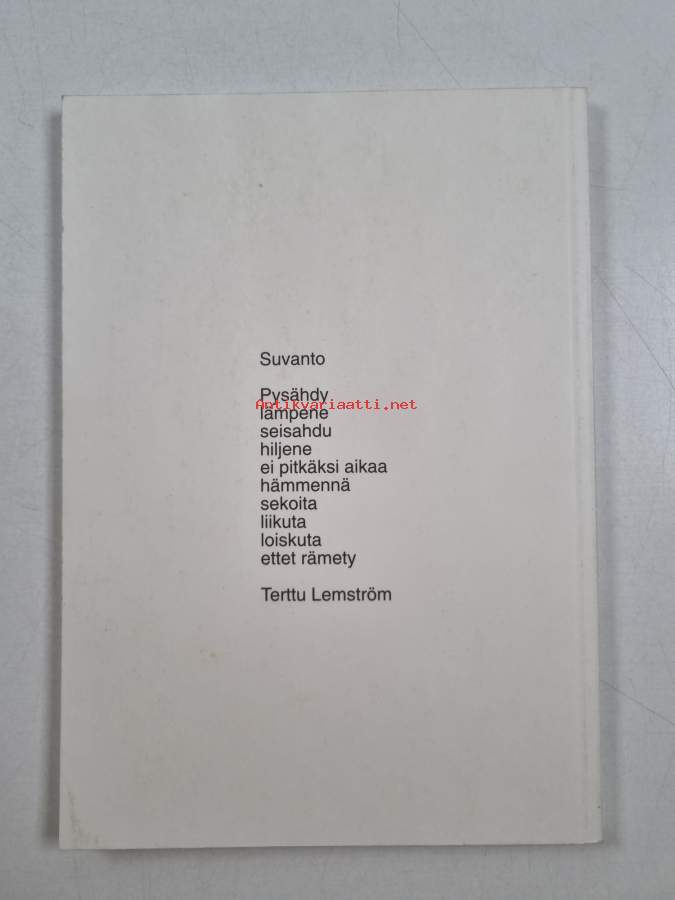 Suvanto
Pysähdy
Antikvariaatti.net
lämpene
seisahdu
hiljene
ei pitkäksi aikaa
hämmennä
sekoita
liikuta
loiskuta
ettet rämety
Terttu Lemström